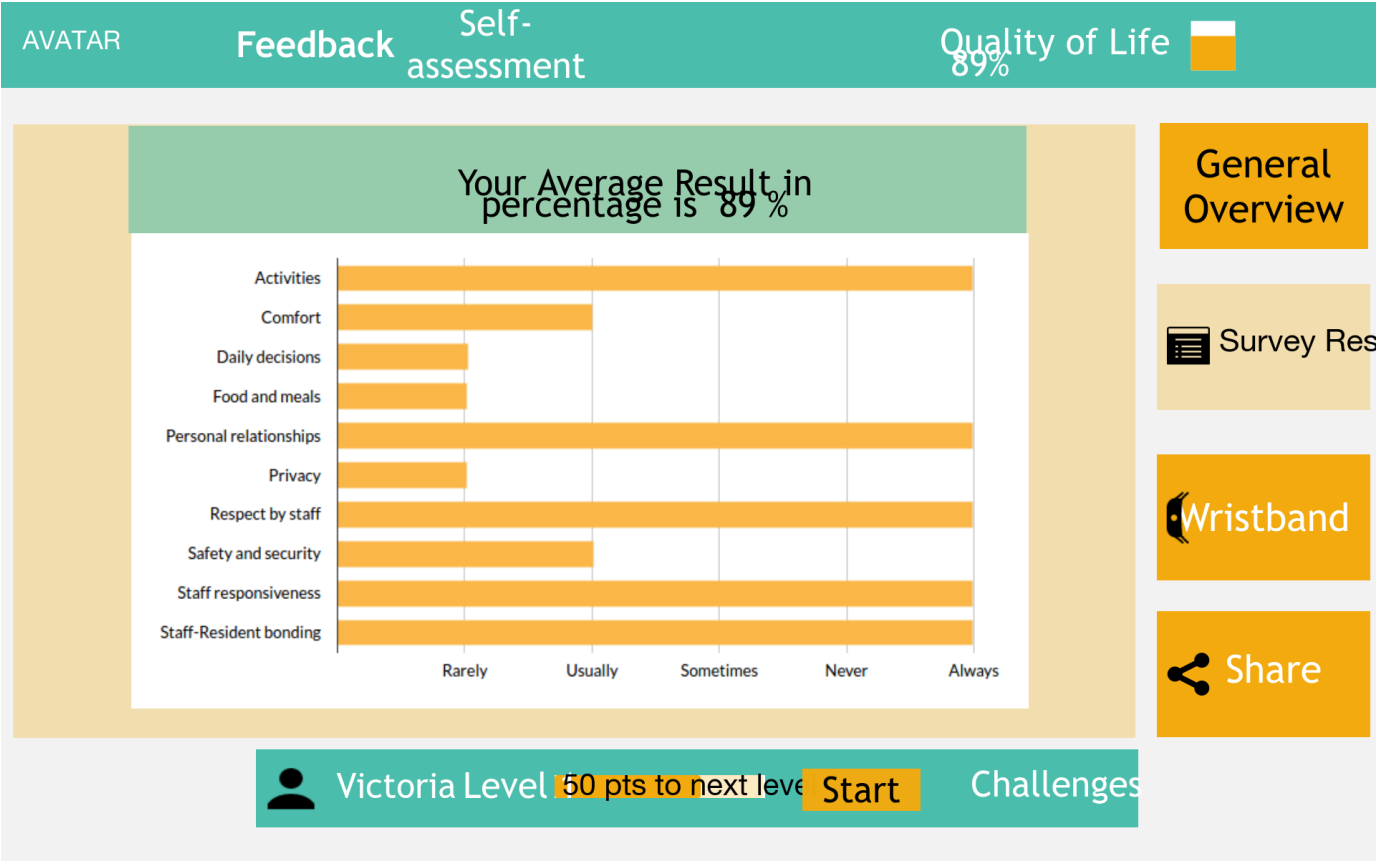 AVATAR
Feedback
Self-
assessment
Quality of Life
89%
Your Average Result in
percentage is 89 %
General
Overview
Activities
Comfort
Daily decisions
Food and meals
Personal relationships
Privacy
Respect by staff
Safety and security
Staff responsiveness
Staff-Resident bonding
Rarely
Usually
Sometimes
Never
Always
Survey Res
Wristband
Share
Victoria Level
50 pts to next leve
Start
Challenges